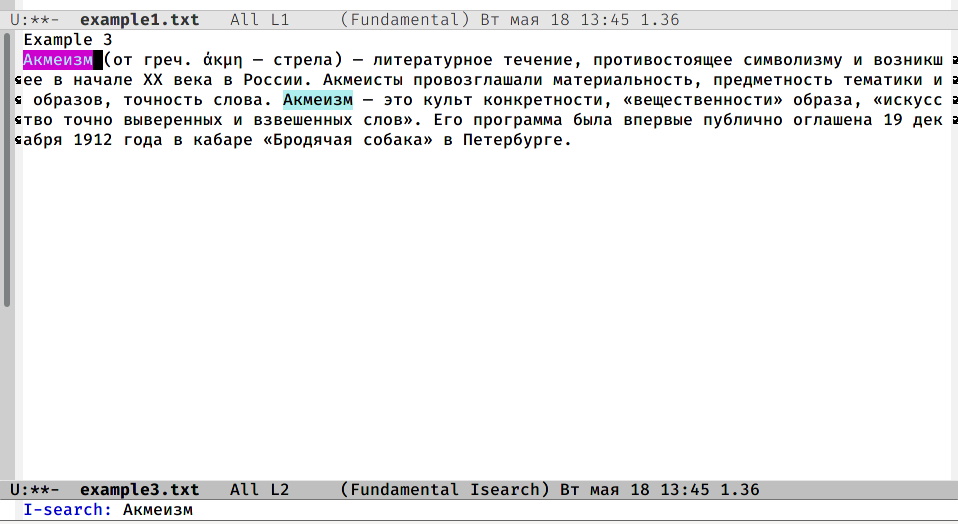 U:**-  example1.txt   All L1     (Fundamental) Вт мая 18 13:45 1.36
Example 3
Акмеизм (от греч. άκμη — стрела) — литературное течение, противостоящее символизму и возникш
ее в начале XX века в России. Акмеисты провозглашали материальность, предметность тематики и
 образов, точность слова. Акмеизм — это культ конкретности, «вещественности» образа, «искусс
тво точно выверенных и взвешенных слов». Его программа была впервые публично оглашена 19 дек
абря 1912 года в кабаре «Бродячая собака» в Петербурге.
U:**-  example3.txt   All L2     (Fundamental Isearch) Вт мая 18 13:45 1.36
I-search: Акмеизм